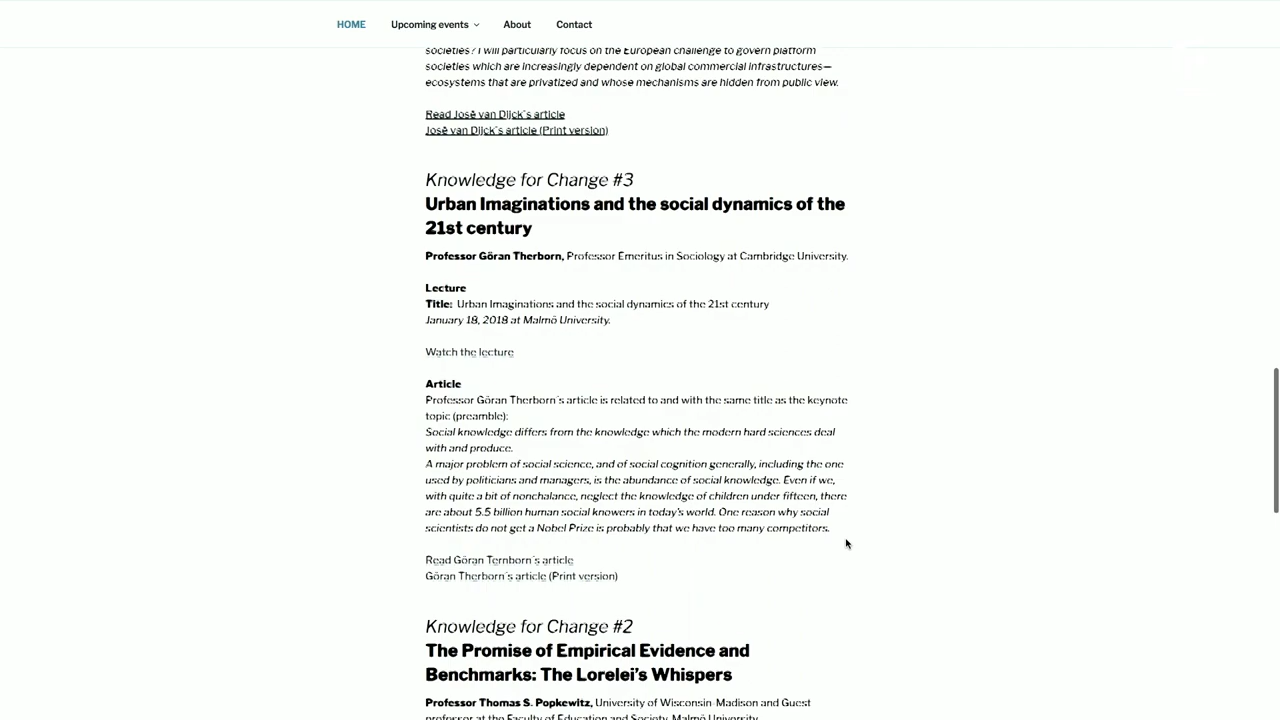 HOME Upcoming events About Contact
societies? I will particularly focus on the European challenge to govern platform
societies which are increasingly dependent on global commercial infrastructures—
ecosystems that are privatized and whose mechanisms are hidden from public view.
Read José van Dijck´s article
José van Dijck´s article (Print version)
Knowledge for Change #3
Urban Imaginations and the social dynamics of the
21st century
Professor Göran Therborn, Professor Emeritus in Sociology at Cambridge University.
Lecture
Title: Urban Imaginations and the social dynamics of the 21st century
January 18, 2018 at Malmö University.
Watch the lecture
Article
Professor Göran Therborn´s article is related to and with the same title as the keynote
topic (preamble):
Social knowledge differs from the knowledge which the modern hard sciences deal
with and produce.
A major problem of social science, and of social cognition generally, including the one
used by politicians and managers, is the abundance of social knowledge. Even if we,
with quite a bit of nonchalance, neglect the knowledge of children under fifteen, there
are about 5.5 billion human social knowers in today's world. One reason why social
scientists do not get a Nobel Prize is probably that we have too many competitors.
Read Göran Ternborn´s article
Göran Therborn´s article (Print version)
Knowledge for Change #2
The Promise of Empirical Evidence and
Benchmarks: The Lorelei's Whispers
Professor Thomas S. Popkewitz, University of Wisconsin-Madison and Guest
professor at the Faculty of Education and Society, Malmö University.